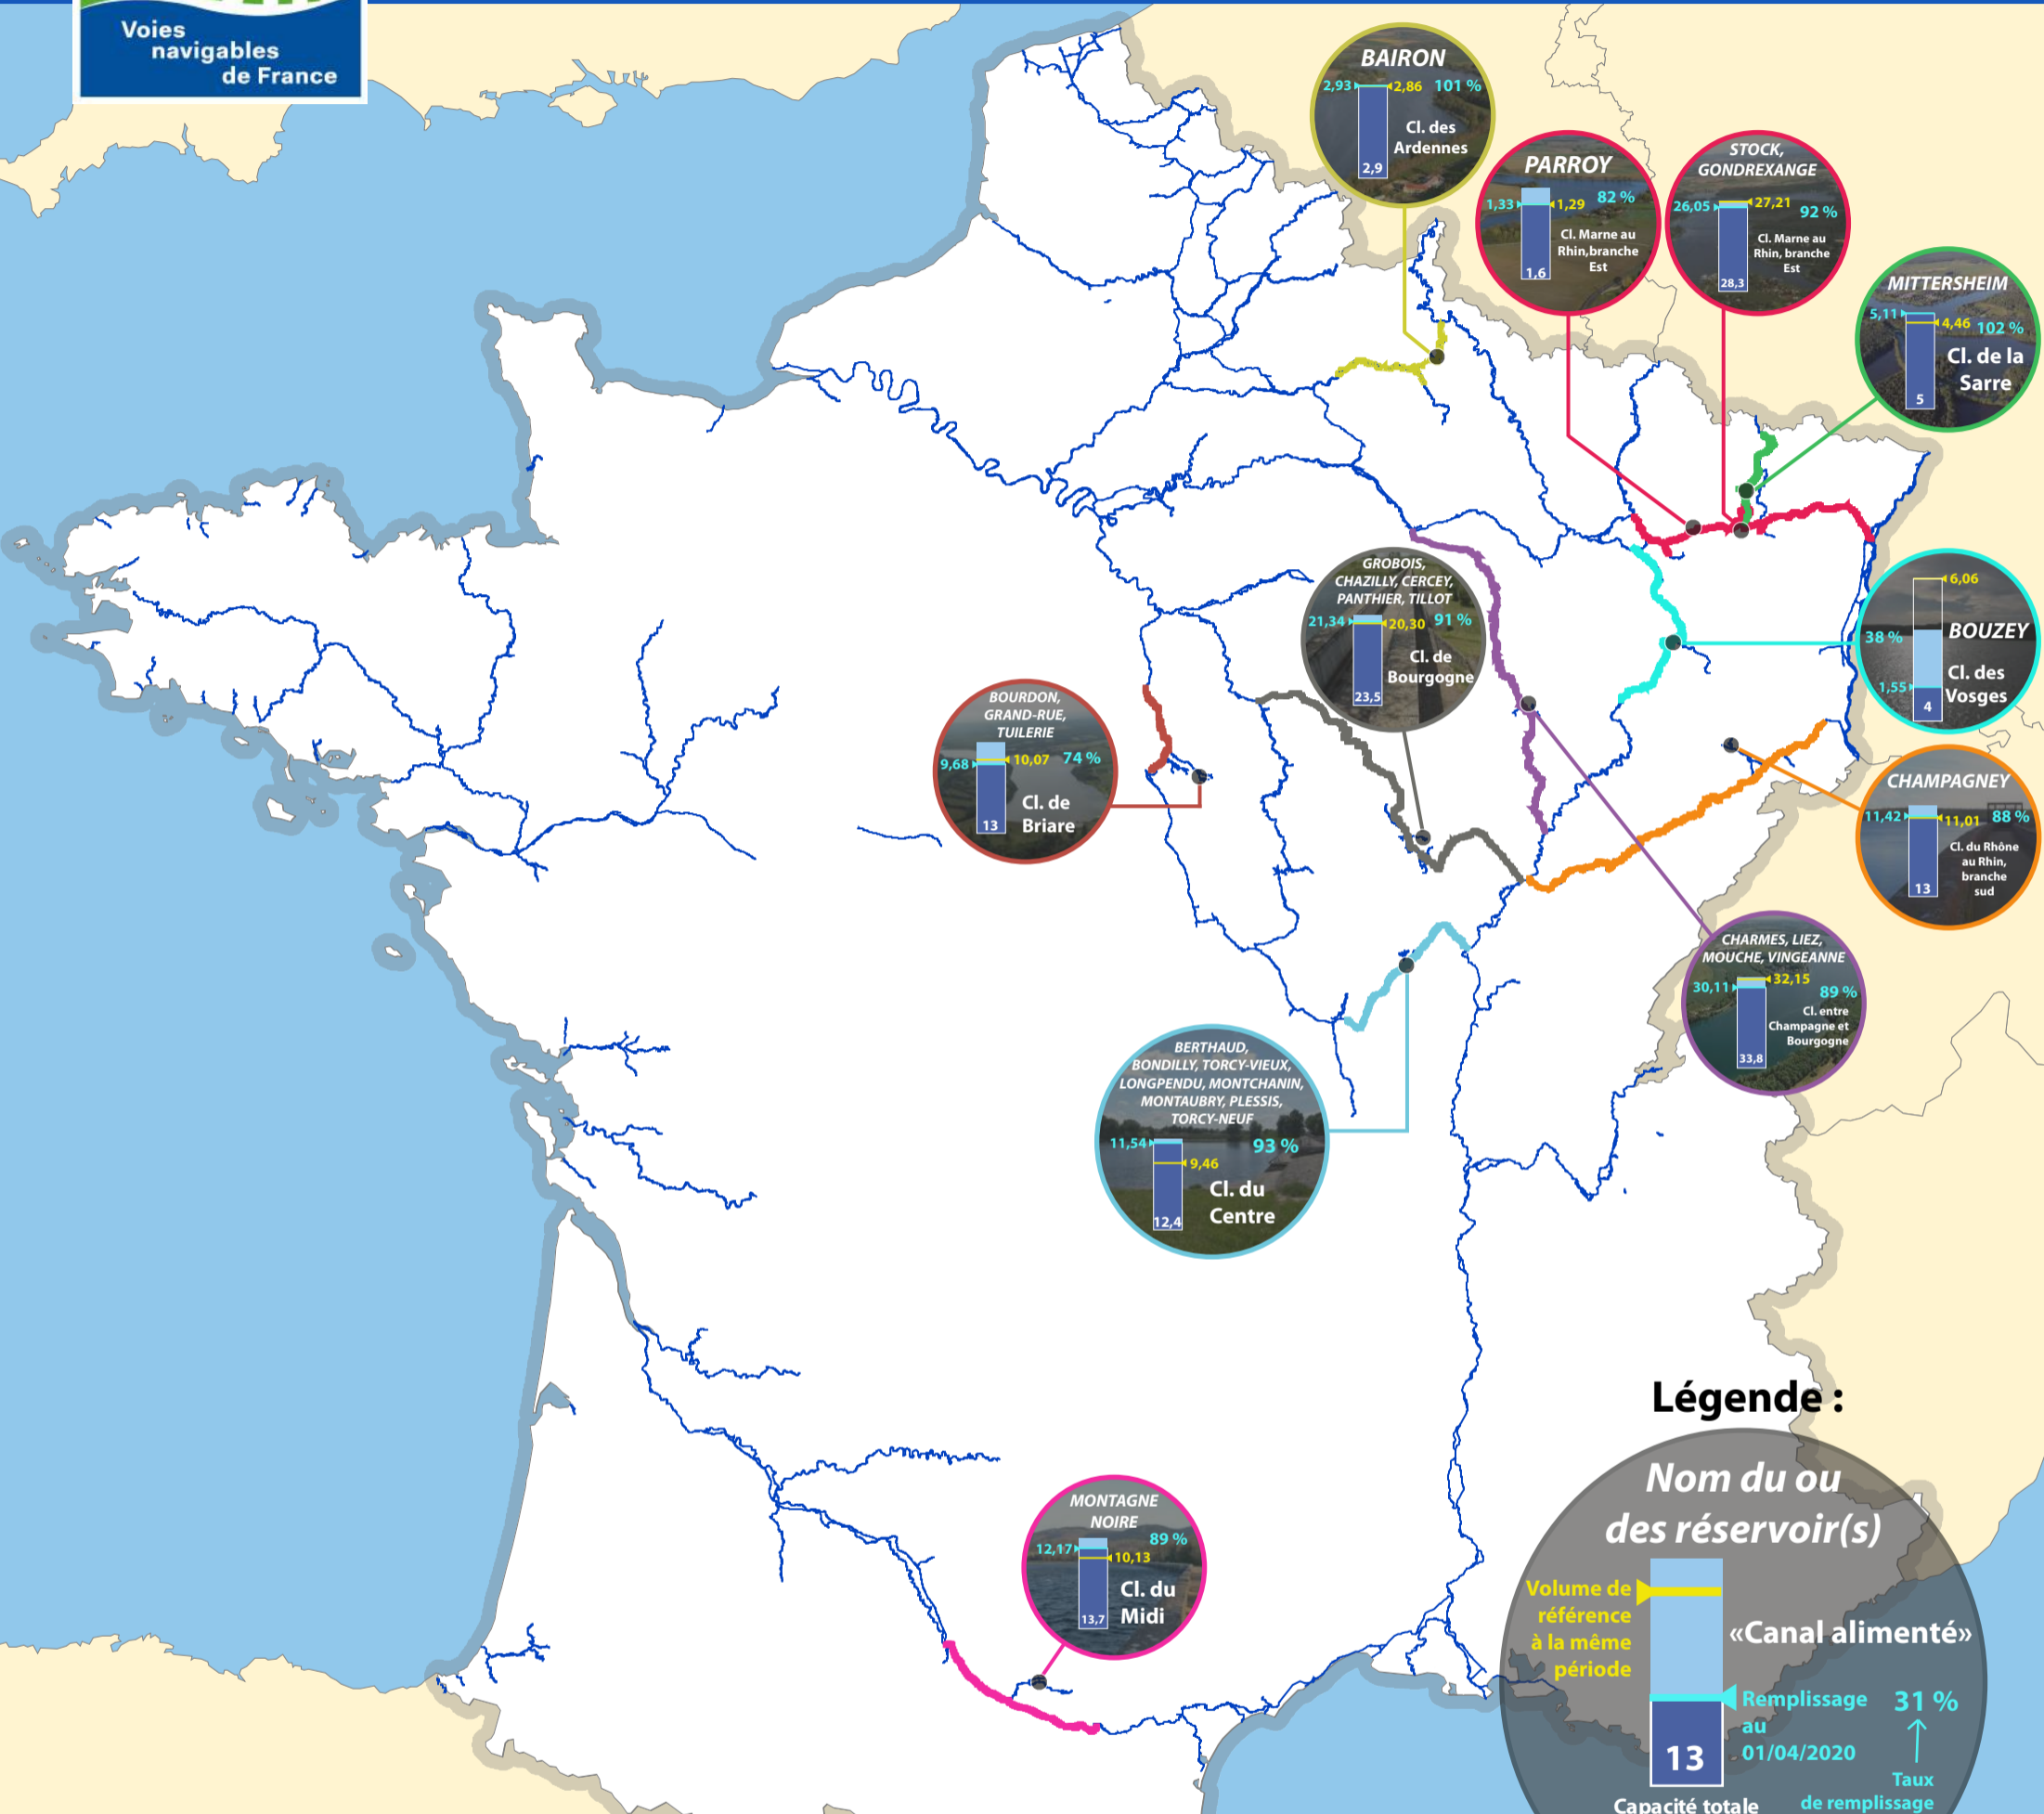 Voies
navigables
de France
BAIRON
2,93
2,86
101 %
Cl. des
Ardennes
2,9
PARROY
1,33
1,29
82 %
Cl. Marne au
Rhin,branche
Est
1,6
STOCK,
GONDREXANGE
26,05
27,21
92 %
Cl. Marne au
Rhin, branche
Est
28,3
MITTERSHEIM
5,11
4,46
102 %
Cl. de la
Sarre
5
GROBOIS,
CHAZILLY, CERCEY,
PANTHIER, TILLOT
21,34
20,30
91 %
Cl. de
Bourgogne
23,5
6,06
38 %
BOUZEY
Cl. des
Vosges
1,55
4
BOURDON,
GRAND-RUE,
TUILERIE
9,68
10,07
74 %
Cl. de
Briare
13
CHAMPAGNEY
11,42
11,01
88 %
Cl. du Rhône
au Rhin,
branche
sud
13
CHARMES, LIEZ,
MOUCHE, VINGEANNE
30,11
32,15
89 %
Cl. entre
Champagne et
Bourgogne
33,8
BERTHAUD,
BONDILLY, TORCY-VIEUX,
LONGPENDU, MONTCHANIN,
MONTAUBRY, PLESSIS,
TORCY-NEUF
11,54
93 %
9,46
Cl. du
Centre
12,4
MONTAGNE
NOIRE
12,17
89 %
10,13
Cl. du
Midi
13,7
Légende :
Nom du ou
des réservoir(s)
Volume de
référence
à la même
période
«Canal alimenté»
Remplissage
au
01/04/2020
31 %
13
Taux
de remplissage
Capacité totale